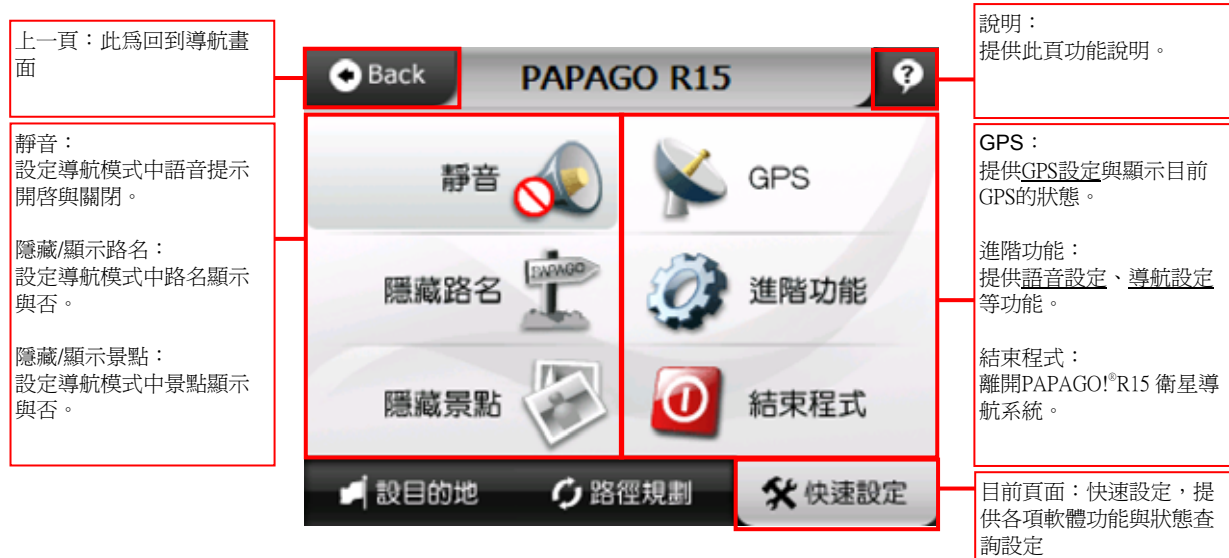 上一頁：此為回到導航畫
面
靜音：
設定導航模式中語音提示
開啟與關閉。
隱藏/顯示路名：
設定導航模式中路名顯示
與否。
隱藏/顯示景點：
設定導航模式中景點顯示
與否。
Back
PAPAGO R15
?
靜音
GPS
隱藏路名
PAPAGO
進階功能
隱藏景點
結束程式
設目的地
路徑規劃
快速設定
說明：
提供此頁功能說明。
GPS：
提供GPS設定與顯示目前
GPS的狀態。
進階功能：
提供語音設定、導航設定
等功能。
結束程式：
離開PAPAGO!®R15 衛星導
航系統。
目前頁面：快速設定，提
供各項軟體功能與狀態查
詢設定